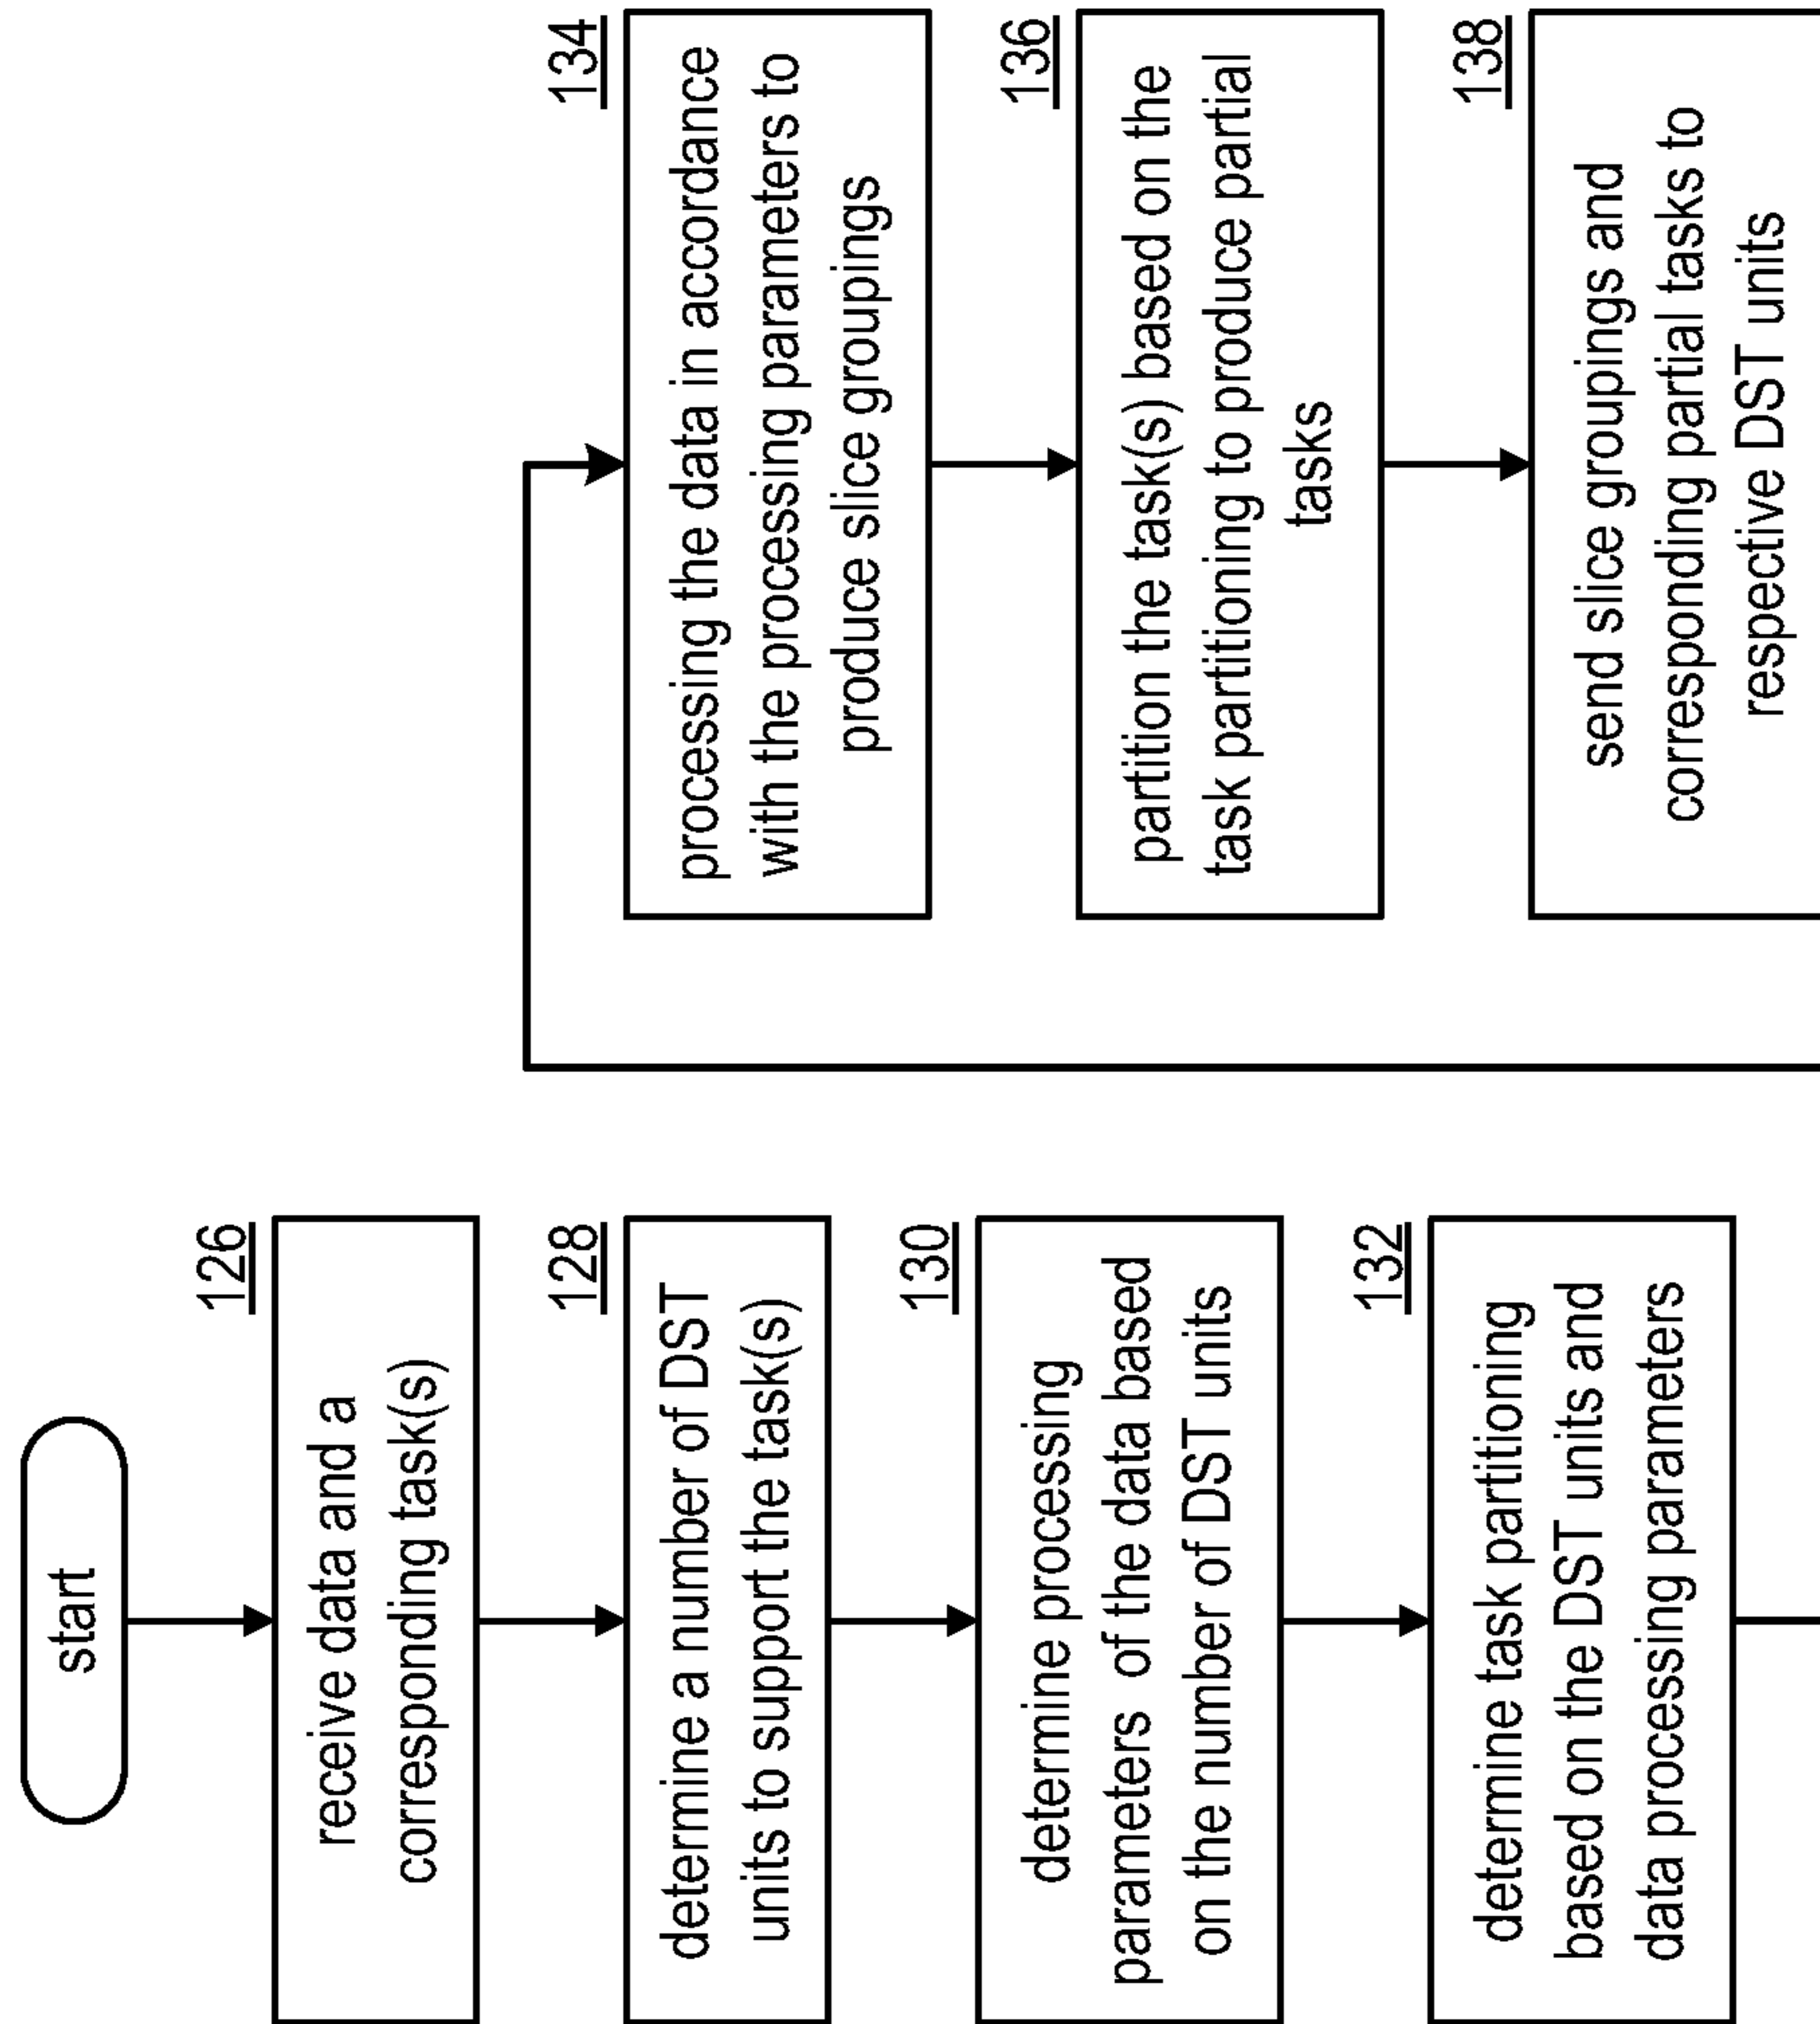 start
126
receive data and a
corresponding task(s)
128
determine a number of DST
units to support the task(s)
130
determine processing
parameters of the data based
on the number of DST units
132
determine task partitioning
based on the DST units and
data processing parameters
134
processing the data in accordance
with the processing parameters to
produce slice groupings
136
partition the task(s) based on the
task partitioning to produce partial
tasks
138
send slice groupings and
corresponding partial tasks to
respective DST units